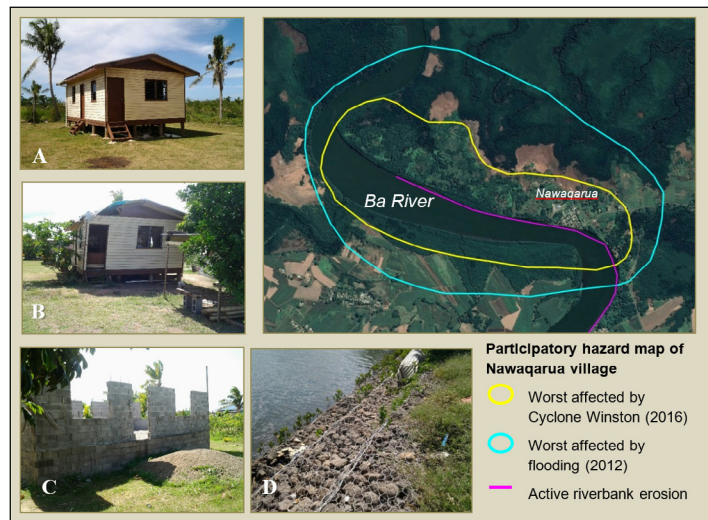 A
B
C
D
Ba River
Nawaqarua
Participatory hazard map of
Nawaqarua village
Worst affected by
Cyclone Winston (2016)
Worst affected by
flooding (2012)
Active riverbank erosion